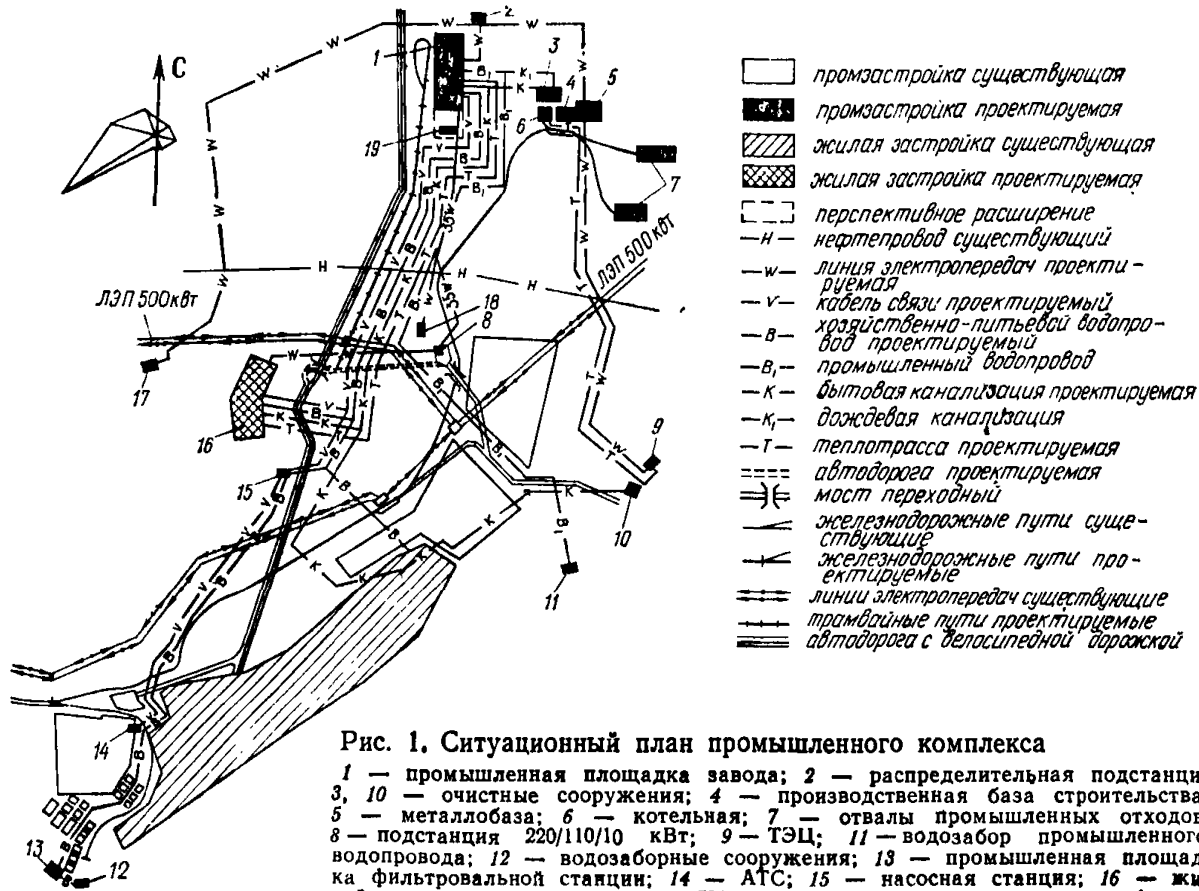 С
ЛЭП 500 квт
ЛЭП 500 квт
1
2
3
4
5
6
7
8
9
10
11
12
13
14
15
16
17
18
19
промзастройка существующая
промзастройка проектируемая
жилая застройка существующая
жилая застройка проектируемая
перспективное расширение
—Н— нефтепровод существующий
—W— линия электропередач проекти-
руемая
—V— кабель связи проектируемый
—В— хозяйственно-питьевой водопро-
вод проектируемый
—В₁— промышленный водопровод
—К— бытовая канализация проектируемая
—К₁— дождевая канализация
—Т— теплотрасса проектируемая
автодорога проектируемая
мост переходный
железнодорожные пути суще-
ствующие
железнодорожные пути про-
ектируемые
линии электропередач существующие
трамвайные пути проектируемые
автодорога с велосипедной дорожкой
Рис. 1. Ситуационный план промышленного комплекса
1 — промышленная площадка завода; 2 — распределительная подстанци
3, 10 — очистные сооружения; 4 — производственная база строительства
5 — металлобаза; 6 — котельная; 7 — отвалы промышленных отходов
8 — подстанция 220/110/10 кВт; 9 — ТЭЦ; 11 — водозабор промышленного
водопровода; 12 — водозаборные сооружения; 13 — промышленная площад
ка фильтровальной станции; 14 — АТС; 15 — насосная станция; 16 — жи